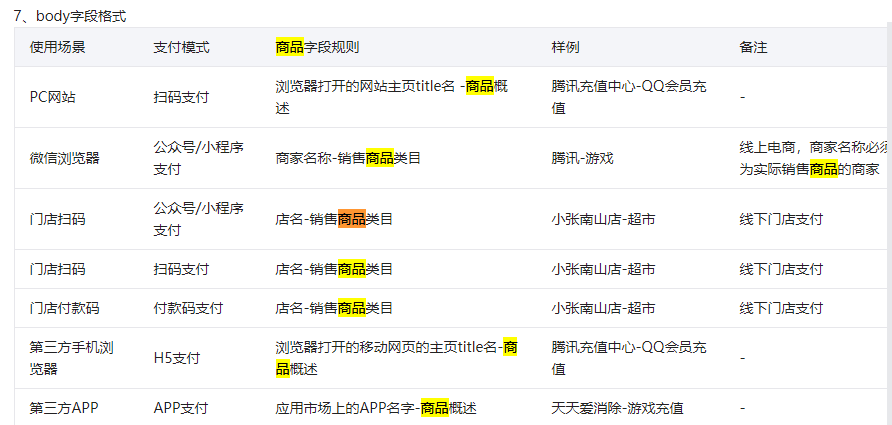 7、body字段格式
使用场景 支付模式 商品字段规则 样例 备注
PC网站 扫码支付 浏览器打开的网站主页title名 -商品概述 腾讯充值中心-QQ会员充值 -
微信浏览器 公众号/小程序支付 商家名称-销售商品类目 腾讯-游戏 线上电商，商家名称必须为实际销售商品的商家
门店扫码 公众号/小程序支付 店名-销售商品类目 小张南山店-超市 线下门店支付
门店扫码 扫码支付 店名-销售商品类目 小张南山店-超市 线下门店支付
门店付款码 付款码支付 店名-销售商品类目 小张南山店-超市 线下门店支付
第三方手机浏览器 H5支付 浏览器打开的移动网页的主页title名-商品概述 腾讯充值中心-QQ会员充值 -
第三方APP APP支付 应用市场上的APP名字-商品概述 天天爱消除-游戏充值 -